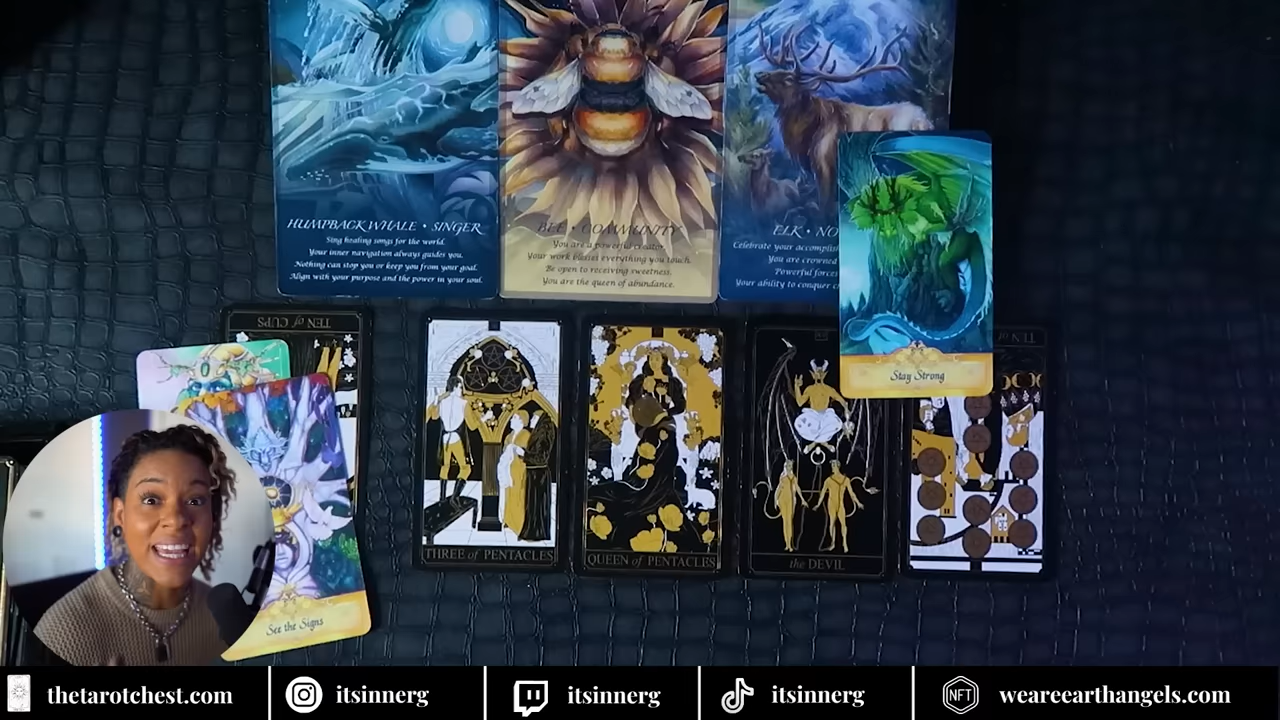 HUMPBACK WHALE • SINGER
Sing healing songs for the world.
Your inner navigation always guides you.
Nothing can stop you or keep you from your goal.
Align with your purpose and the power in your soul.
BEE • COMMUNITY
You are a powerful creator.
Your work blesses everything you touch.
Be open to receiving sweetness.
You are the queen of abundance.
ELK • NO
Celebrate your accomplis
You are crowned
Powerful forces
Your ability to conquer c
Stay Strong
TEN of CUPS
THREE of PENTACLES
QUEEN of PENTACLES
the DEVIL
TEN
See the Signs
thetarotchest.com
itsinnerg
itsinnerg
itsinnerg
NFT
weareearthangels.com